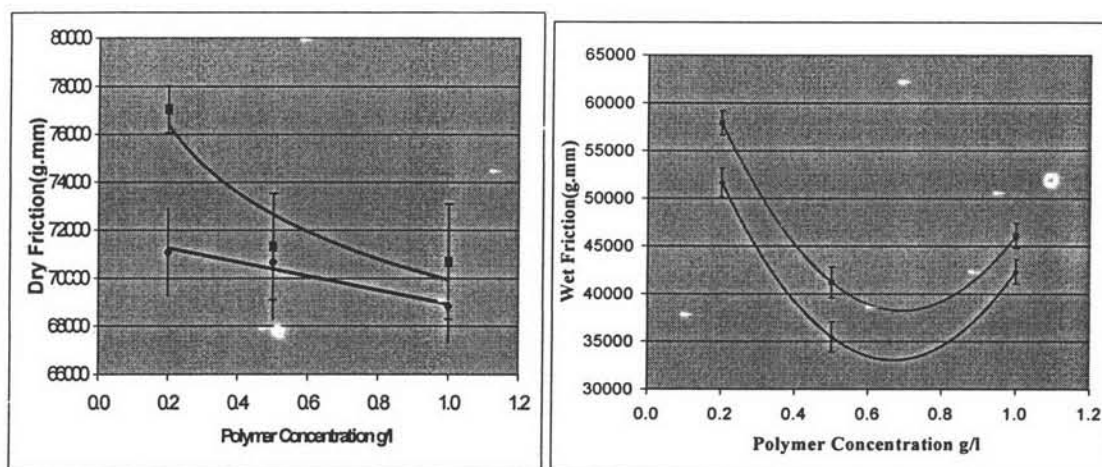 Dry Friction(g.mm)
80000
78000
76000
74000
72000
70000
68000
66000
0.0 0.2 0.4 0.6 0.8 1.0 1.2
Polymer Concentration g/l
Wet Friction(g.mm)
65000
60000
55000
50000
45000
40000
35000
30000
0.0 0.2 0.4 0.6 0.8 1.0 1.2
Polymer Concentration g/l